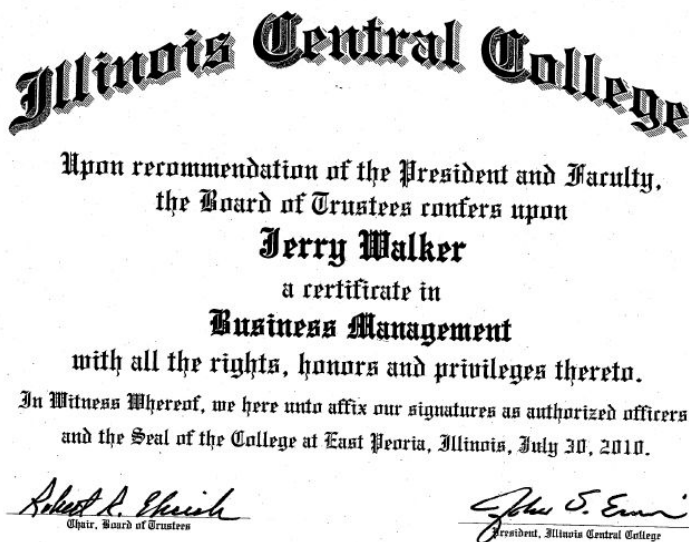 Illinois Central College
Upon recommendation of the President and Faculty,
the Board of Trustees confers upon
Jerry Walker
a certificate in
Business Management
with all the rights, honors and privileges thereto.
In Witness Whereof, we here unto affix our signatures as authorized officers
and the Seal of the College at East Peoria, Illinois, July 30, 2010.
Robert R.
John S. Erwin
Chair, Board of Trustees
President, Illinois Central College